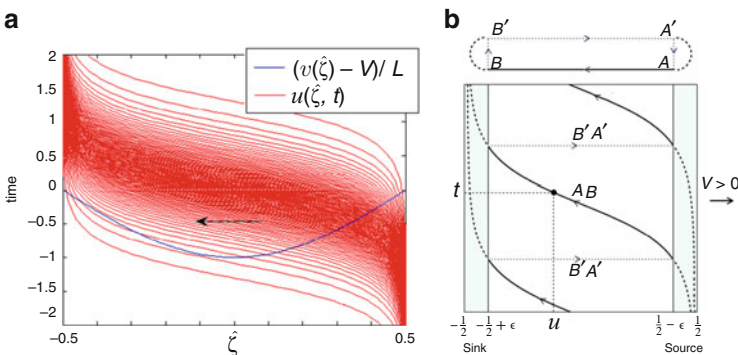 a
(v(ζ̂) – V)/ L
u(ζ̂, t)
time
2
1.5
1
0.5
0
–0.5
–1
–1.5
–2
–0.5
ζ̂
0.5
b
B′
A′
B
A
B′A′
t
AB
B′A′
V > 0
–1/2
–1/2 + ϵ
u
1/2 – ϵ
1/2
Sink
Source